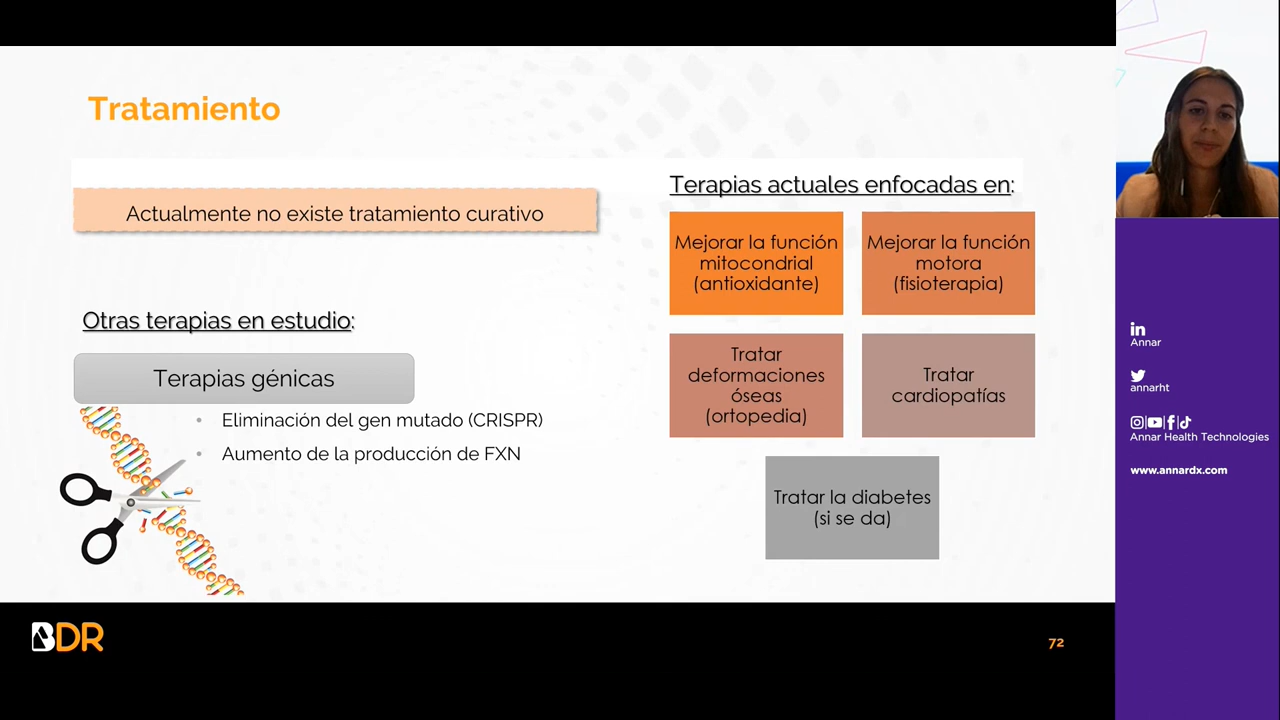 Tratamiento
Actualmente no existe tratamiento curativo
Otras terapias en estudio:
Terapias génicas
• Eliminación del gen mutado (CRISPR)
• Aumento de la producción de FXN
Terapias actuales enfocadas en:
Mejorar la función
mitocondrial
(antioxidante)
Mejorar la función
motora
(fisioterapia)
Tratar
deformaciones
óseas
(ortopedia)
Tratar
cardiopatías
Tratar la diabetes
(si se da)
BDR
72
in
Annar
annarht
Annar Health Technologies
www.annardx.com